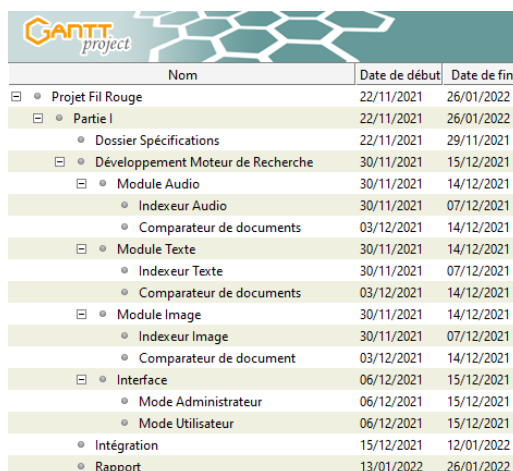 GANTT
project
Nom Date de début Date de fin
Projet Fil Rouge 22/11/2021 26/01/2022
Partie I 22/11/2021 26/01/2022
Dossier Spécifications 22/11/2021 29/11/2021
Développement Moteur de Recherche 30/11/2021 15/12/2021
Module Audio 30/11/2021 14/12/2021
Indexeur Audio 30/11/2021 07/12/2021
Comparateur de documents 03/12/2021 14/12/2021
Module Texte 30/11/2021 14/12/2021
Indexeur Texte 30/11/2021 07/12/2021
Comparateur de documents 03/12/2021 14/12/2021
Module Image 30/11/2021 14/12/2021
Indexeur Image 30/11/2021 07/12/2021
Comparateur de document 03/12/2021 14/12/2021
Interface 06/12/2021 15/12/2021
Mode Administrateur 06/12/2021 15/12/2021
Mode Utilisateur 06/12/2021 15/12/2021
Intégration 15/12/2021 12/01/2022
Rapport 13/01/2022 26/01/2022